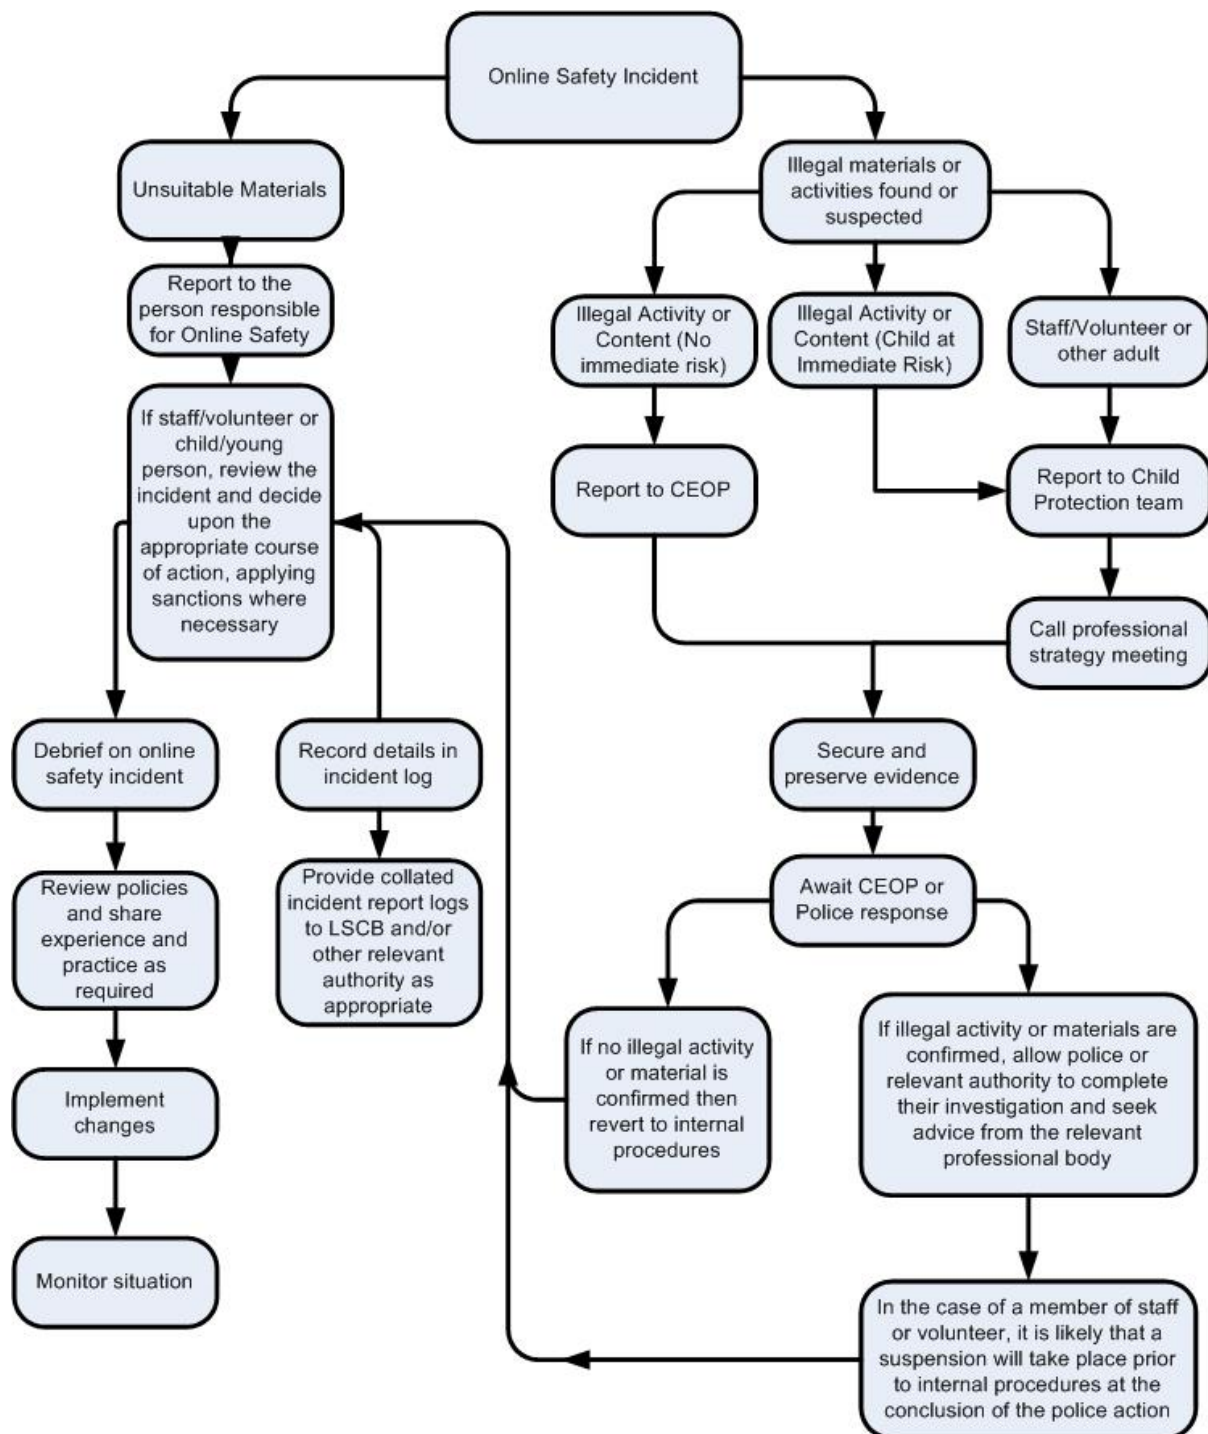 Online Safety Incident
Unsuitable Materials
Illegal materials or
activities found or
suspected
Report to the
person responsible
for Online Safety
Illegal Activity or
Content (No
immediate risk)
Illegal Activity or
Content (Child at
Immediate Risk)
Staff/Volunteer or
other adult
If staff/volunteer or
child/young
person, review the
incident and decide
upon the
appropriate course
of action, applying
sanctions where
necessary
Report to CEOP
Report to Child
Protection team
Call professional
strategy meeting
Debrief on online
safety incident
Record details in
incident log
Secure and
preserve evidence
Review policies
and share
experience and
practice as
required
Provide collated
incident report logs
to LSCB and/or
other relevant
authority as
appropriate
Await CEOP or
Police response
If no illegal activity
or material is
confirmed then
revert to internal
procedures
If illegal activity or materials are
confirmed, allow police or
relevant authority to complete
their investigation and seek
advice from the relevant
professional body
Implement
changes
Monitor situation
In the case of a member of staff
or volunteer, it is likely that a
suspension will take place prior
to internal procedures at the
conclusion of the police action